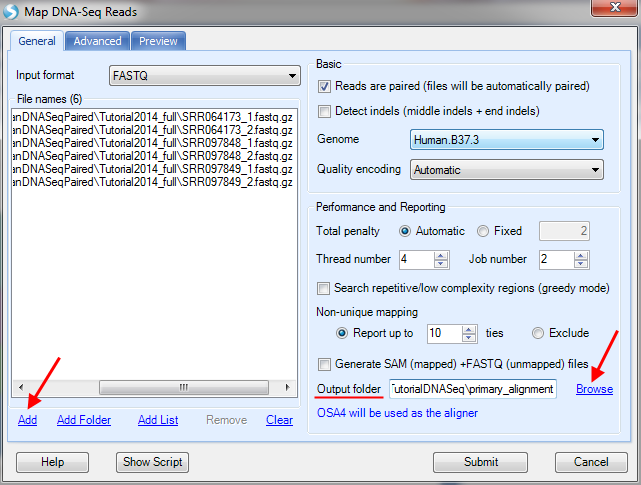 Map DNA-Seq Reads
General
Advanced
Preview
Input format
FASTQ
File names (6)
anDNASeqPaired\Tutorial2014_full\SRR064173_1.fastq.gz
anDNASeqPaired\Tutorial2014_full\SRR064173_2.fastq.gz
anDNASeqPaired\Tutorial2014_full\SRR097848_1.fastq.gz
anDNASeqPaired\Tutorial2014_full\SRR097848_2.fastq.gz
anDNASeqPaired\Tutorial2014_full\SRR097849_1.fastq.gz
anDNASeqPaired\Tutorial2014_full\SRR097849_2.fastq.gz
Add
Add Folder
Add List
Remove
Clear
Basic
Reads are paired (files will be automatically paired)
Detect indels (middle indels + end indels)
Genome
Human.B37.3
Quality encoding
Automatic
Perfomance and Reporting
Total penalty
Automatic
Fixed
2
Thread number
4
Job number
2
Search repetitive/low complexity regions (greedy mode)
Non-unique mapping
Report up to
10
ties
Exclude
Generate SAM (mapped) +FASTQ (unmapped) files
Output folder
utorialDNASeq\primary_alignment
Browse
OSA4 will be used as the aligner
Help
Show Script
Submit
Cancel